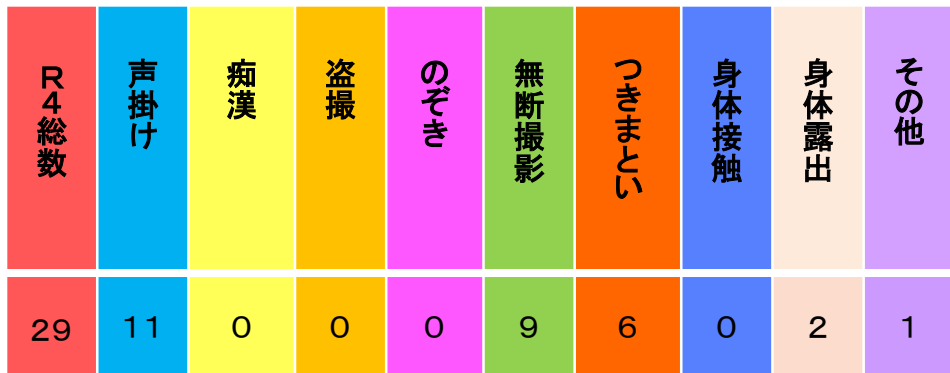 R4総数
声掛け
痴漢
盗撮
のぞき
無断撮影
つきまとい
身体接触
身体露出
その他
29
11
0
0
0
9
6
0
2
1